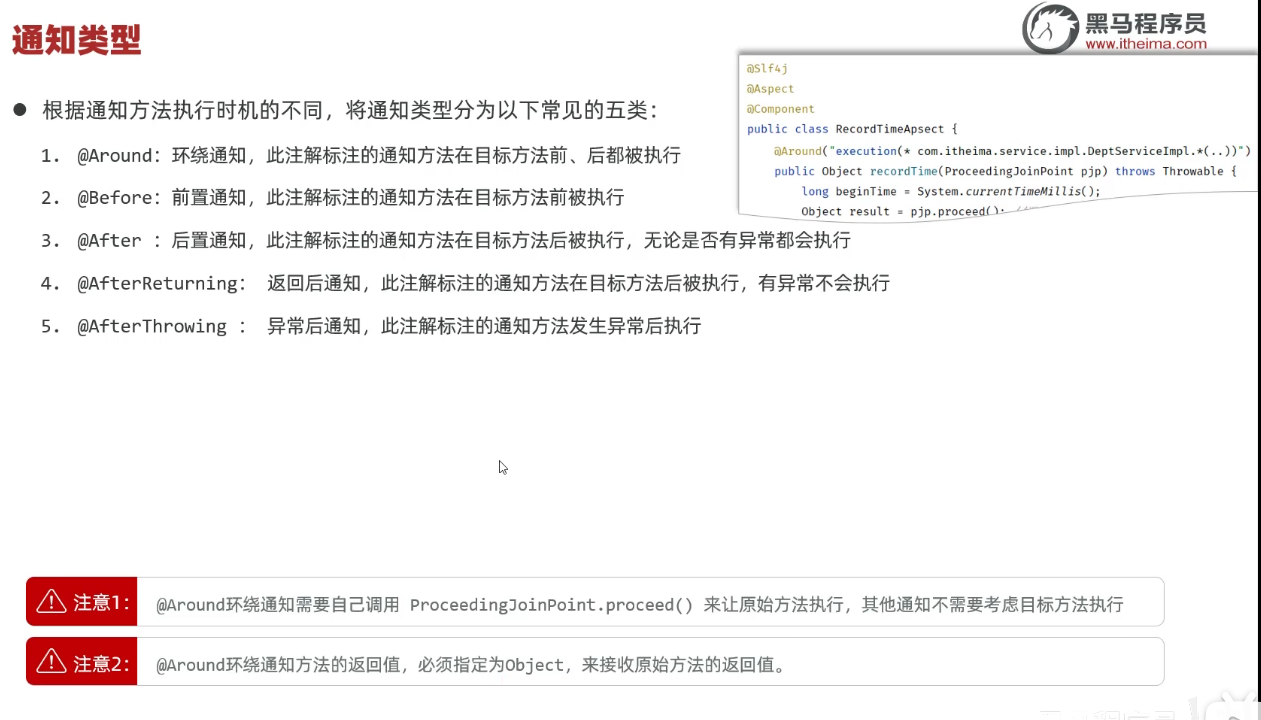 通知类型
黑马程序员
www.itheima.com
@Slf4j
@Aspect
@Component
public class RecordTimeApsect {
@Around("execution(* com.itheima.service.impl.DeptServiceImpl.*(..))")
public Object recordTime(ProceedingJoinPoint pjp) throws Throwable {
long beginTime = System.currentTimeMillis();
Object result = pjp.proceed();
● 根据通知方法执行时机的不同，将通知类型分为以下常见的五类：
1. @Around：环绕通知，此注解标注的通知方法在目标方法前、后都被执行
2. @Before：前置通知，此注解标注的通知方法在目标方法前被执行
3. @After ：后置通知，此注解标注的通知方法在目标方法后被执行，无论是否有异常都会执行
4. @AfterReturning： 返回后通知，此注解标注的通知方法在目标方法后被执行，有异常不会执行
5. @AfterThrowing ： 异常后通知，此注解标注的通知方法发生异常后执行
注意1： @Around环绕通知需要自己调用 ProceedingJoinPoint.proceed() 来让原始方法执行，其他通知不需要考虑目标方法执行
注意2： @Around环绕通知方法的返回值，必须指定为Object，来接收原始方法的返回值。